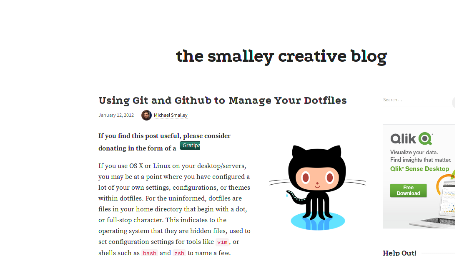 the smalley creative blog
Using Git and Github to Manage Your Dotfiles
January 12, 2012 Michael Smalley
If you find this post useful, please consider
donating in the form of a Gratipay
If you use OS X or Linux on your desktop/servers,
you may be at a point where you have configured a
lot of your own settings, configurations, or themes
within dotfiles. For the uninformed, dotfiles are
files in your home directory that begin with a dot,
or full-stop character. This indicates to the
operating system that they are hidden files, used to
set configuration settings for tools like vim, or
shells such as bash and zsh to name a few.
Search...
Qlik
Visualize your data.
Find insights that matter.
Qlik Sense Desktop
Free
Download
Help Out!